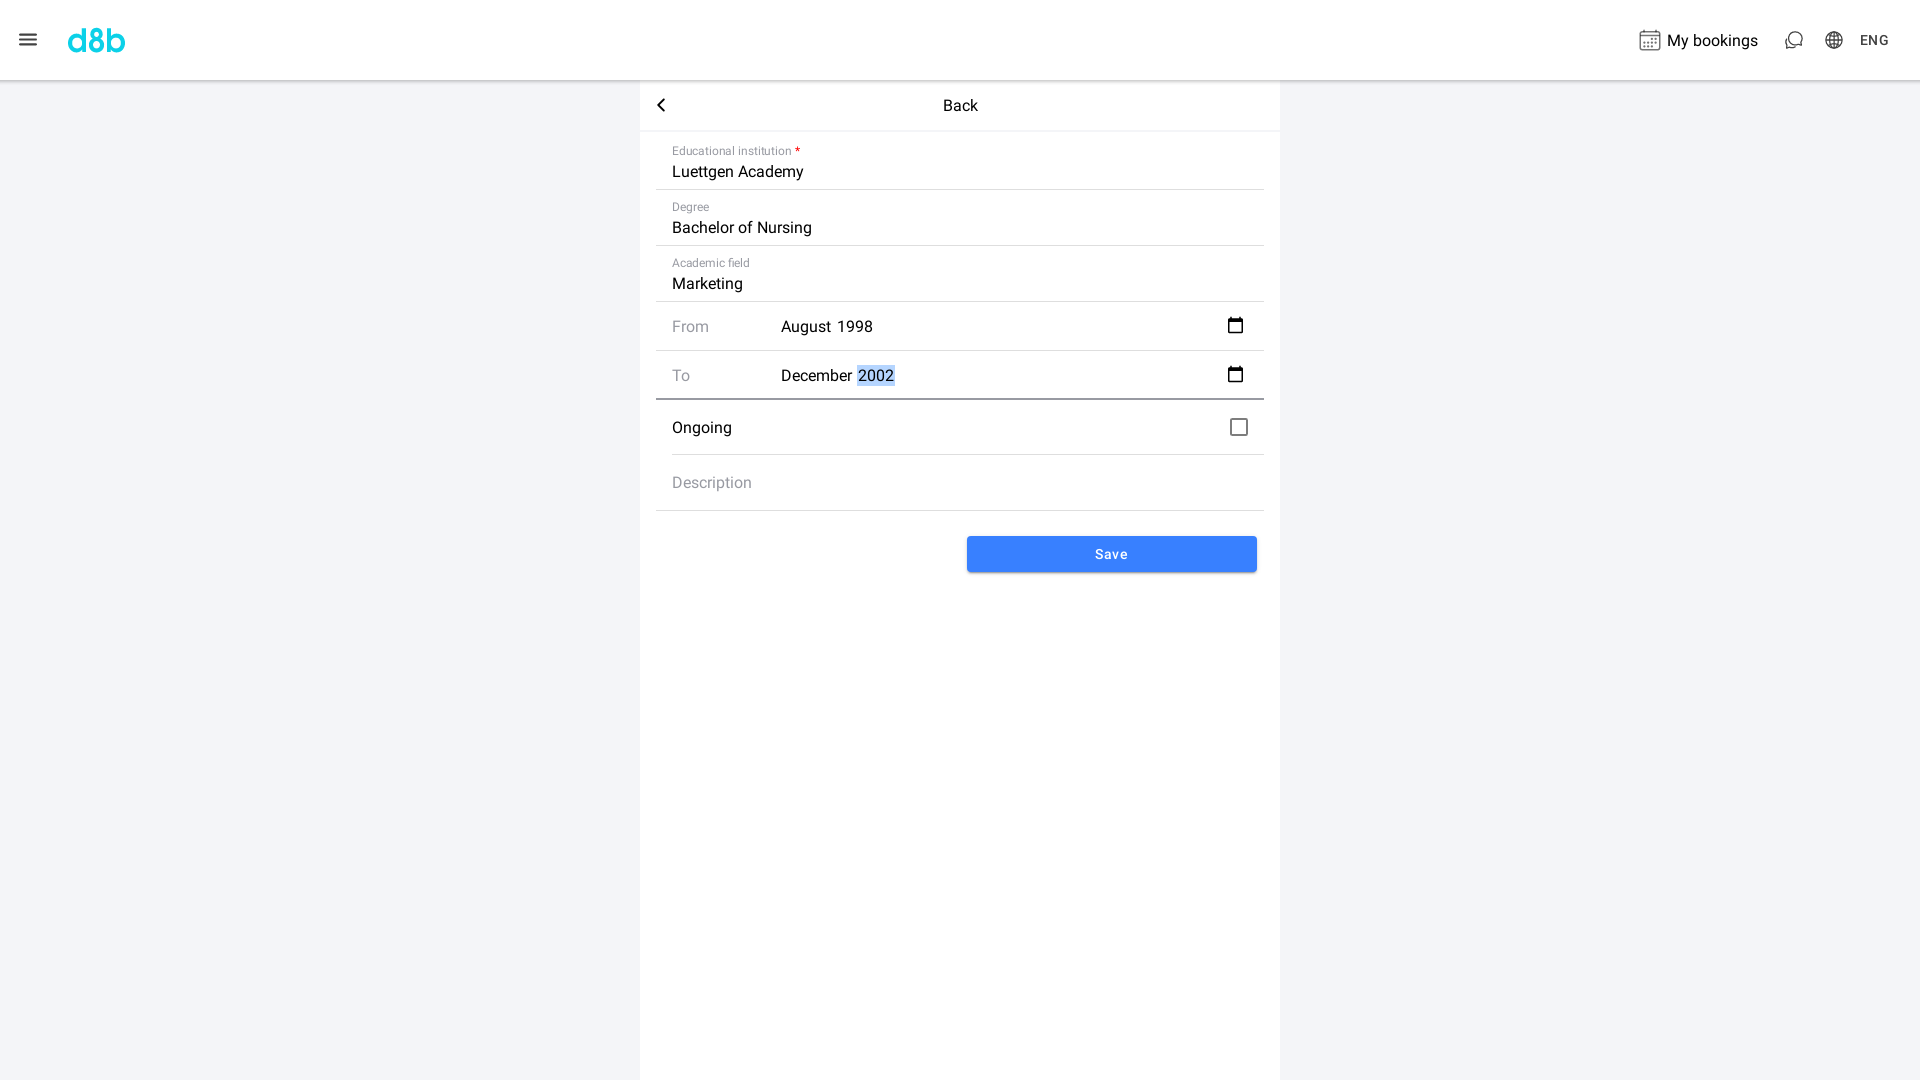 d8b
My bookings
ENG
Back
Educational institution *
Luettgen Academy
Degree
Bachelor of Nursing
Academic field
Marketing
From August 1998
To December 2002
Ongoing
Description
Save